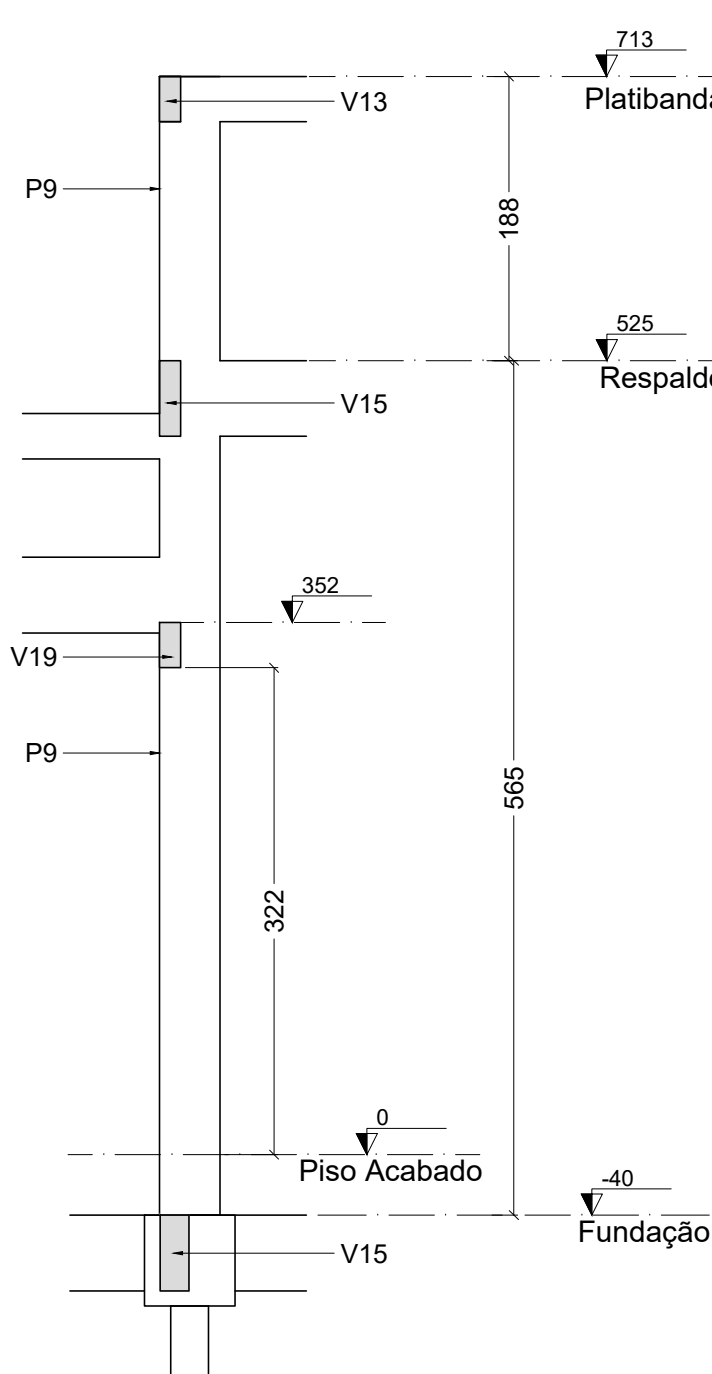 713
Platibanda
V13
P9
188
525
Respaldo
V15
352
V19
P9
565
322
0
Piso Acabado
-40
Fundação
V15